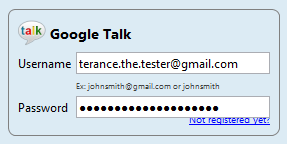 talk Google Talk
Username terance.the.tester@gmail.com
Ex: johnsmith@gmail.com or johnsmith
Password ●●●●●●●●●●●●●●●●●●●●
Not registered yet?